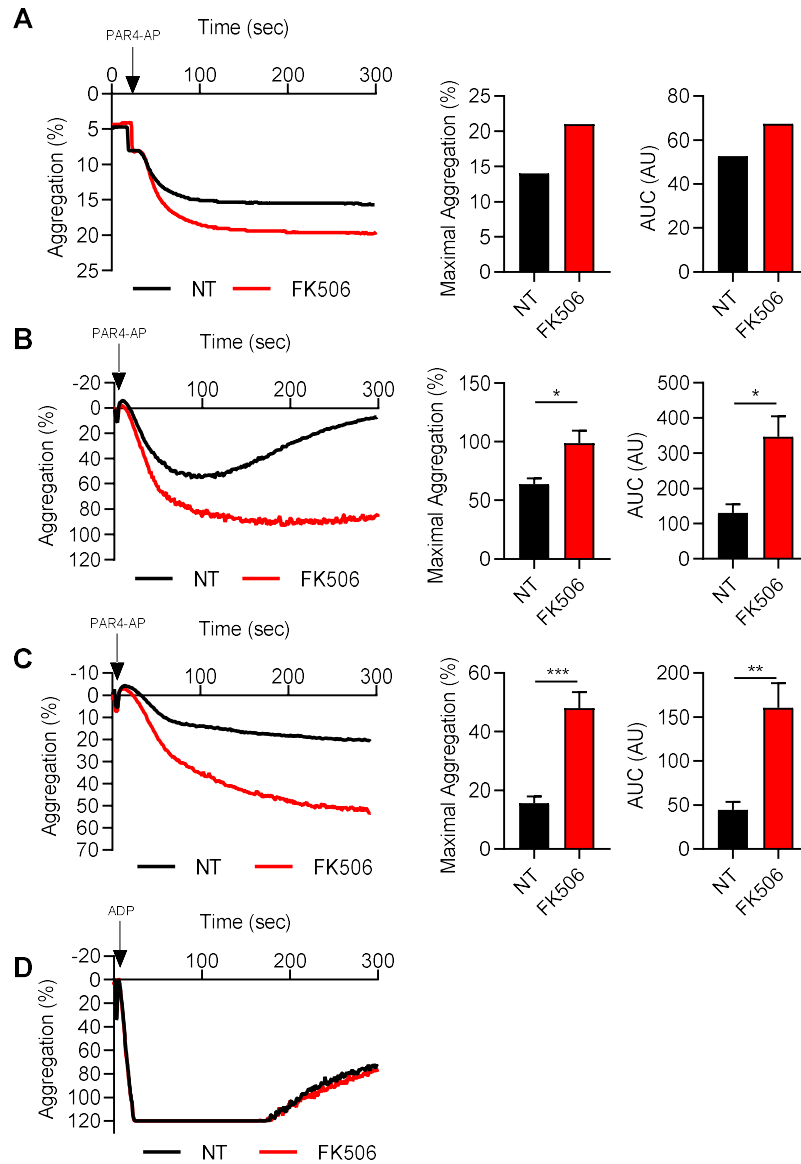 A
PAR4-AP
Time (sec)
0 100 200 300
Aggregation (%)
0
5
10
15
20
25
NT FK506
Maximal Aggregation (%)
25
20
15
10
5
0
NT FK506
AUC (AU)
80
60
40
20
0
NT FK506
B
PAR4-AP
Time (sec)
100 200 300
Aggregation (%)
-20
0
20
40
60
80
100
120
NT FK506
Maximal Aggregation (%)
150
100
50
0
*
NT FK506
AUC (AU)
500
400
300
200
100
0
*
NT FK506
C
PAR4-AP
Time (sec)
100 200 300
Aggregation (%)
-10
0
10
20
30
40
50
60
70
NT FK506
Maximal Aggregation (%)
60
40
20
0
***
NT FK506
AUC (AU)
200
150
100
50
0
**
NT FK506
D
ADP
Time (sec)
100 200 300
Aggregation (%)
-20
0
20
40
60
80
100
120
NT FK506